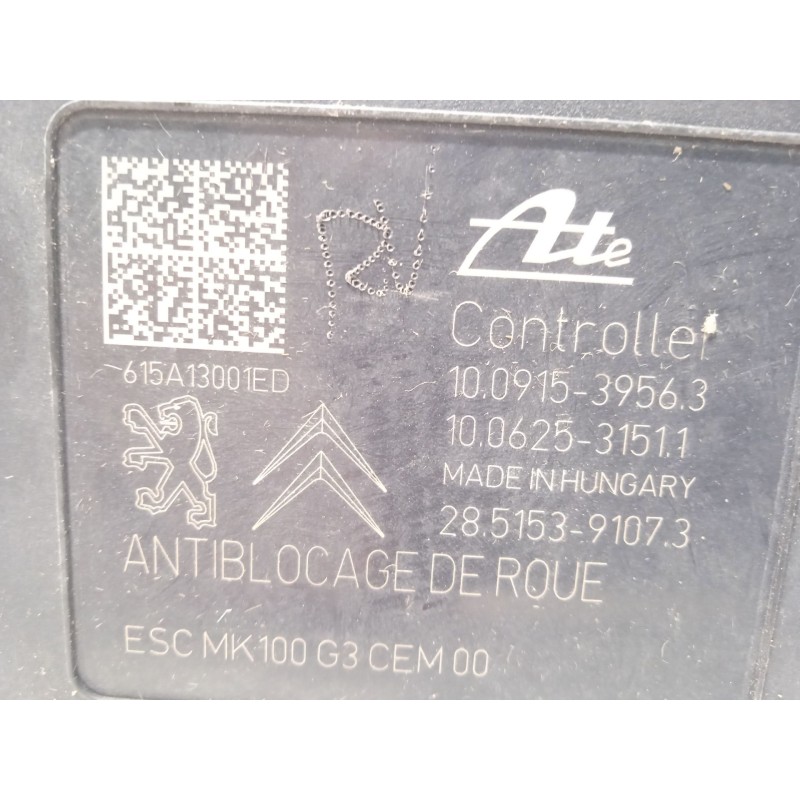 Ate
Controller
615A13001ED
10.0915-3956.3
10.0625-3151.1
MADE IN HUNGARY
28.5153-9107.3
ANTIBLOCAGE DE ROUE
ESC MK100 G3 CEM 00